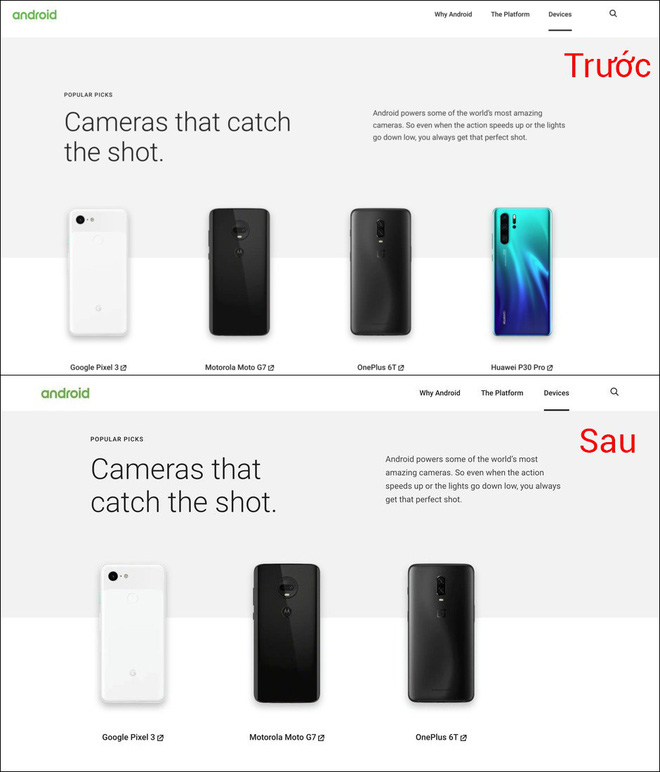 android Why Android The Platform Devices
Trước
POPULAR PICKS
Cameras that catch
the shot.
Android powers some of the world's most amazing
cameras. So even when the action speeds up or the lights
go down low, you always get that perfect shot.
Google Pixel 3 Motorola Moto G7 OnePlus 6T Huawei P30 Pro
android Why Android The Platform Devices
Sau
POPULAR PICKS
Cameras that
catch the shot.
Android powers some of the world's most
amazing cameras. So even when the action
speeds up or the lights go down low, you always
get that perfect shot.
Google Pixel 3 Motorola Moto G7 OnePlus 6T